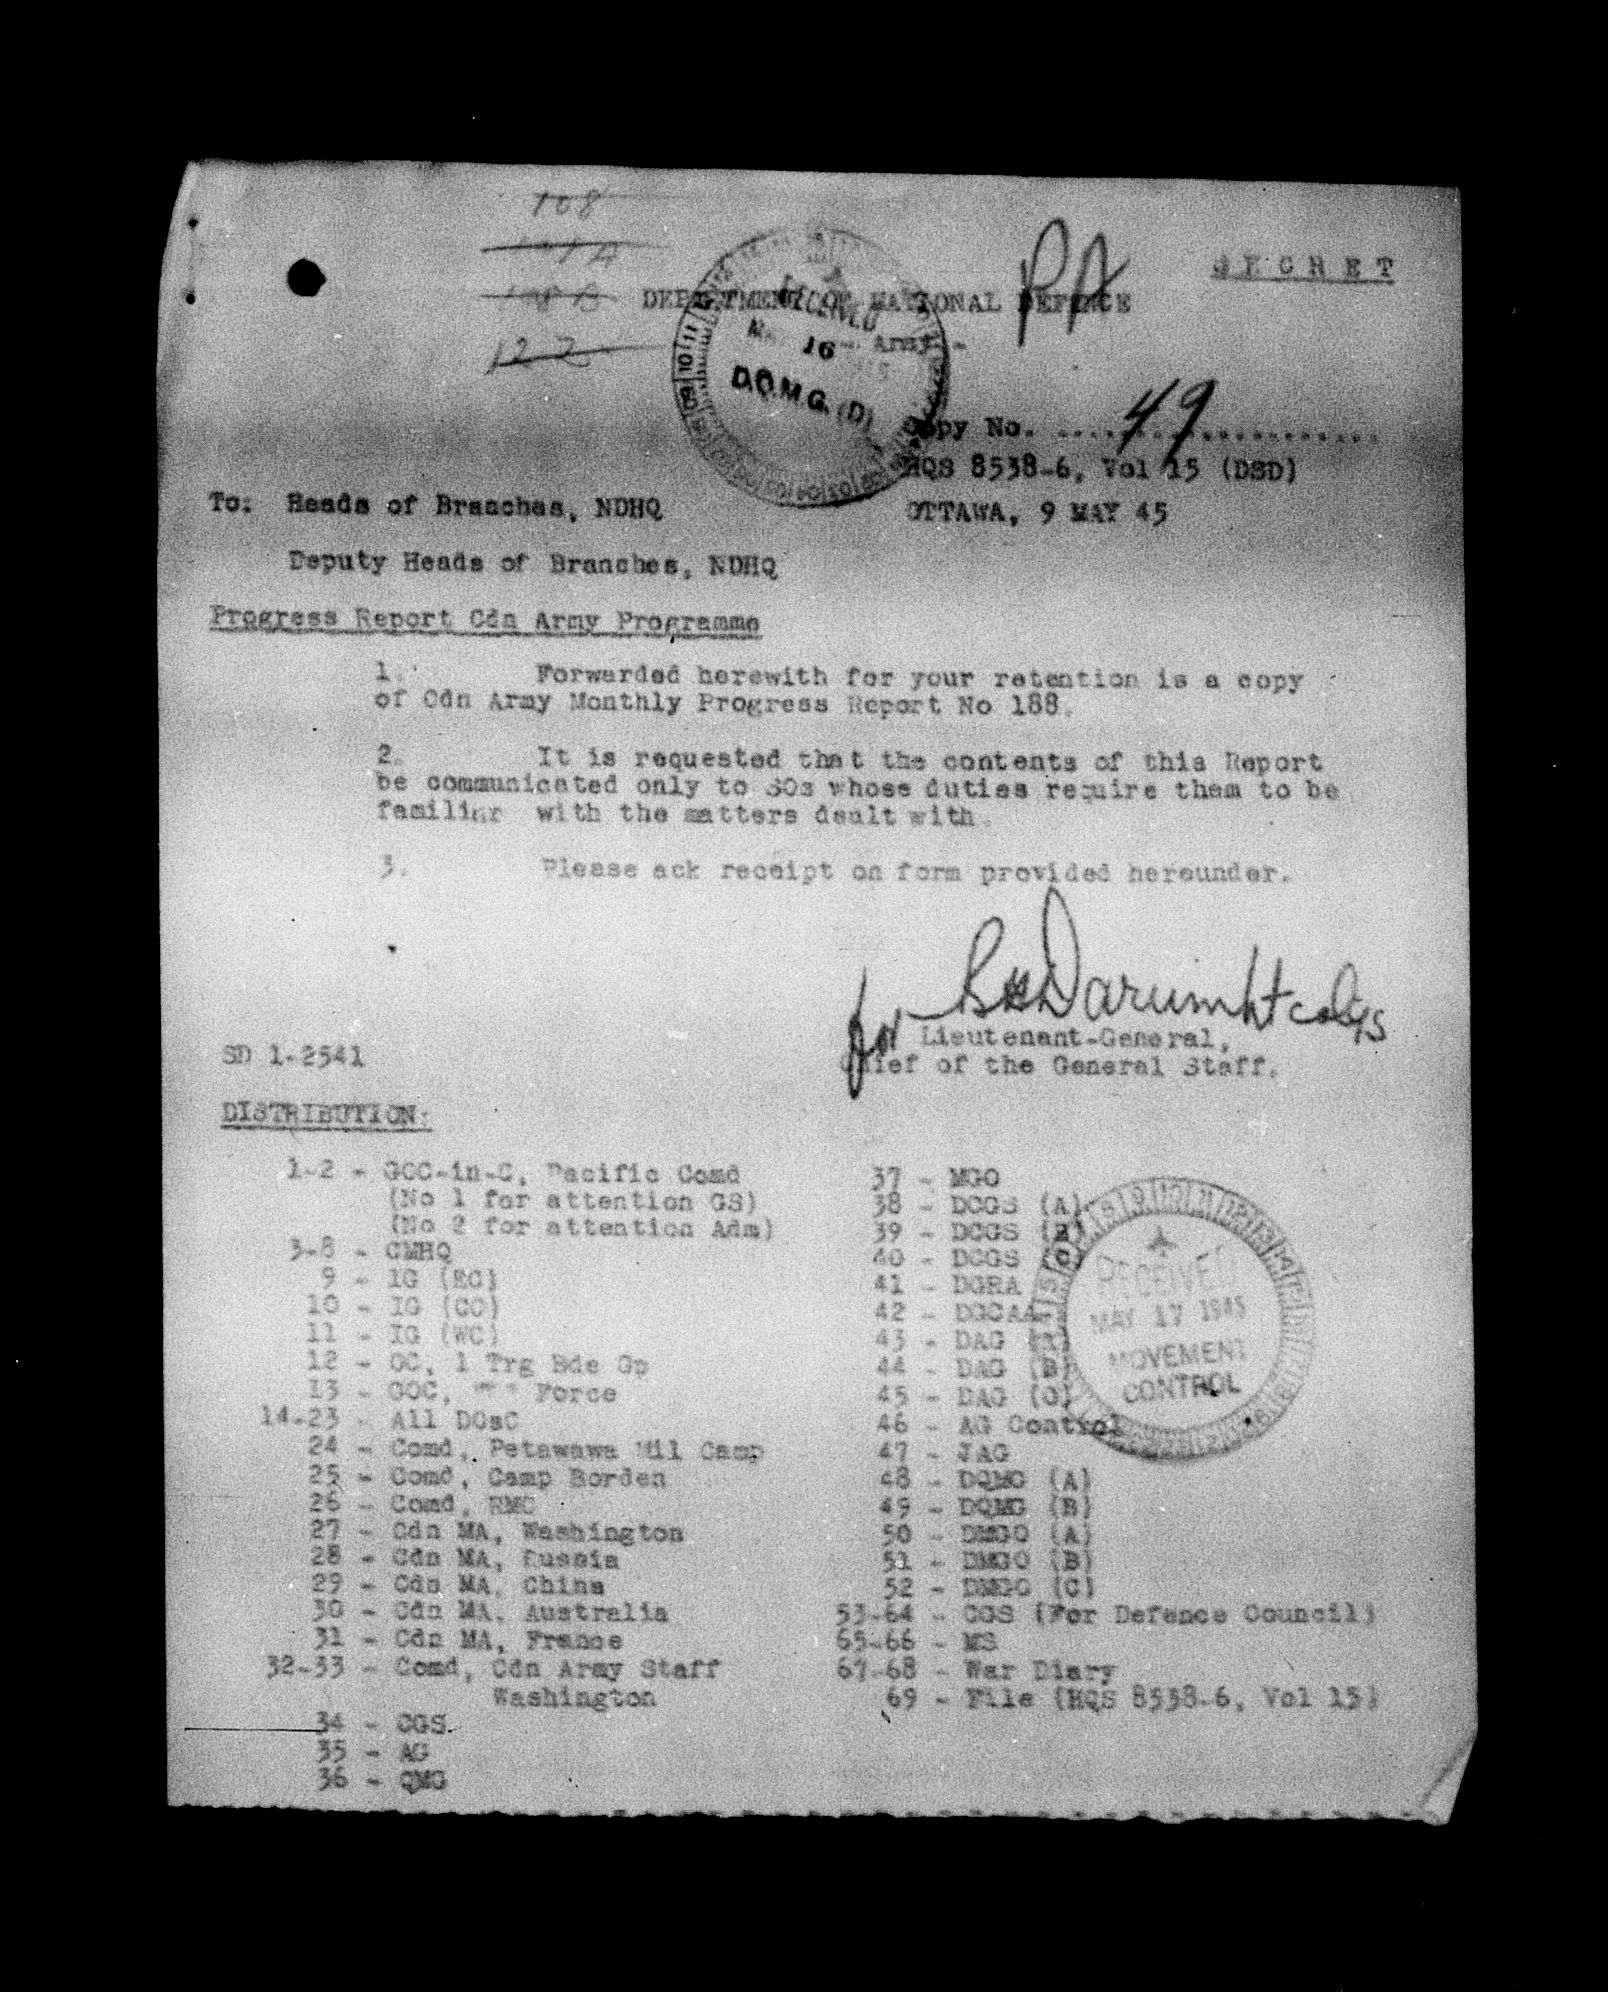 108
122
SECRET
PA
DEPARTMENT OF NATIONAL DEFENCE
- Army -
RECEIVED
16
D.Q.M.G. (D)
Copy No. ....49....................
HQS 8538-6, Vol 15 (DSD)
To: Heads of Branches, NDHQ
OTTAWA, 9 MAY 45
Deputy Heads of Branches, NDHQ
Progress Report Cdn Army Programme
1. Forwarded herewith for your retention is a copy
of Cdn Army Monthly Progress Report No 188.
2. It is requested that the contents of this Report
be communicated only to SOs whose duties require them to be
familiar with the matters dealt with.
3. Please ack receipt on form provided hereunder.
for
Lieutenant-General,
Chief of the General Staff.
SD 1-2541
DISTRIBUTION:
1-2 - GOC-in-C, Pacific Comd
(No 1 for attention GS)
(No 2 for attention Adm)
3-8 - CMHQ
9 - IG (EC)
10 - IG (CC)
11 - IG (WC)
12 - OC, 1 Trg Bde Gp
13 - GOC, Force
14-23 - All DOsC
24 - Comd, Petawawa Mil Camp
25 - Comd, Camp Borden
26 - Comd, RMC
27 - Cdn MA, Washington
28 - Cdn MA, Russia
29 - Cdn MA, China
30 - Cdn MA, Australia
31 - Cdn MA, France
32-33 - Comd, Cdn Army Staff
Washington
34 - CGS
35 - AG
36 - QMG
37 - MGO
38 - DCGS (A)
39 - DCGS (B)
40 - DCGS (C)
41 - DGRA
42 - DGCAA
43 - DAG (A)
44 - DAG (B)
45 - DAG (C)
46 - AG Control
47 - JAG
48 - DQMG (A)
49 - DQMG (B)
50 - DMGO (A)
51 - DMGO (B)
52 - DMGO (C)
53-64 - CGS (For Defence Council)
65-66 - MS
67-68 - War Diary
69 - File (HQS 8538-6, Vol 15)
RECEIVED
MAY 17 1945
MOVEMENT
CONTROL